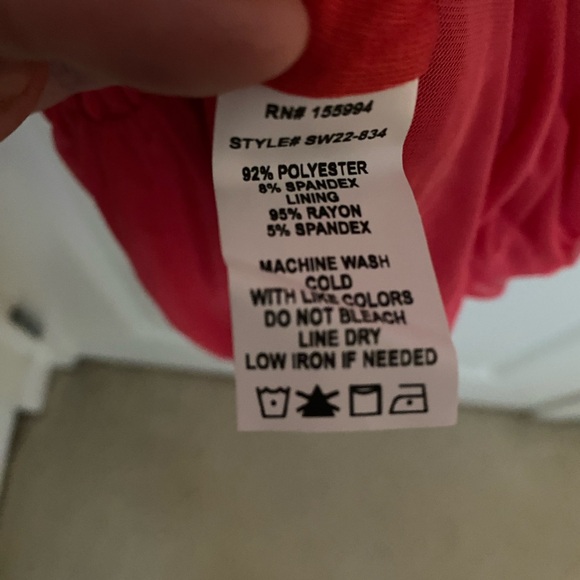 RN# 155994
STYLE# SW22-834
92% POLYESTER
8% SPANDEX
LINING
95% RAYON
5% SPANDEX
MACHINE WASH
COLD
WITH LIKE COLORS
DO NOT BLEACH
LINE DRY
LOW IRON IF NEEDED